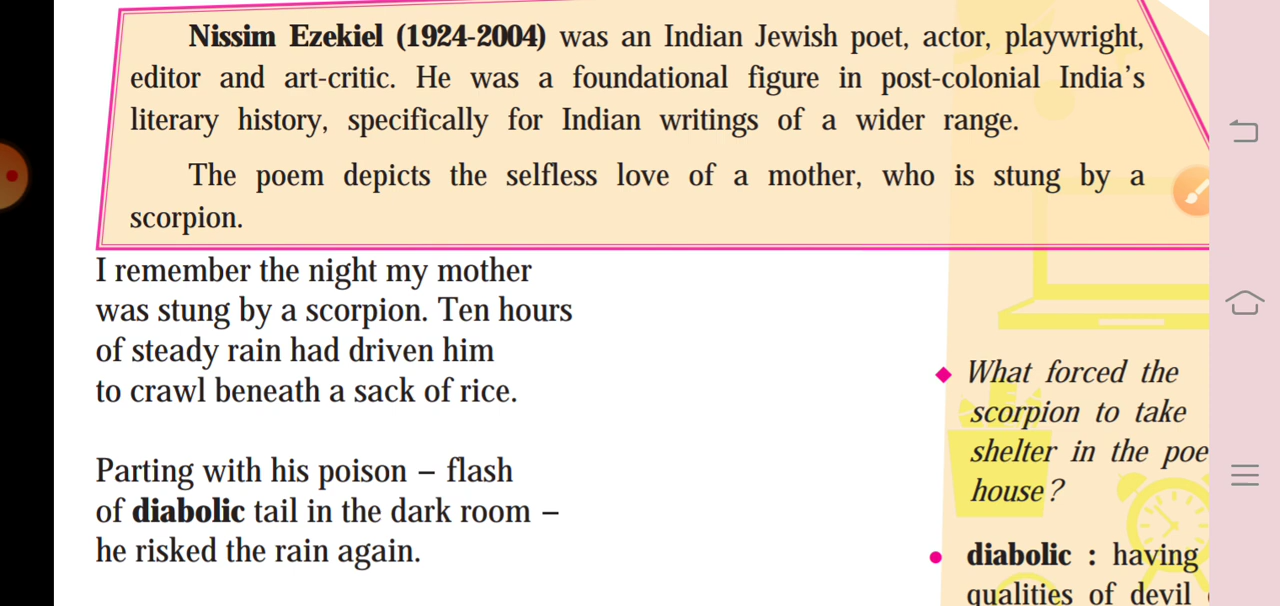 Nissim Ezekiel (1924-2004) was an Indian Jewish poet, actor, playwright,
editor and art-critic. He was a foundational figure in post-colonial India's
literary history, specifically for Indian writings of a wider range.
The poem depicts the selfless love of a mother, who is stung by a
scorpion.
I remember the night my mother
was stung by a scorpion. Ten hours
of steady rain had driven him
to crawl beneath a sack of rice.
Parting with his poison – flash
of diabolic tail in the dark room –
he risked the rain again.
What forced the
scorpion to take
shelter in the poe
house?
diabolic : having
qualities of devil